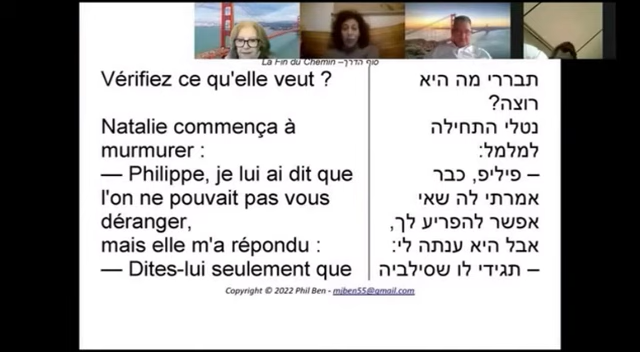 La Fin du Chemin – סוף הדרך
Vérifiez ce qu'elle veut ?
Natalie commença à
murmurer :
— Philippe, je lui ai dit que
l'on ne pouvait pas vous
déranger,
mais elle m'a répondu :
— Dites-lui seulement que
תבררי מה היא
רוצה?
נטלי התחילה
למלמל:
– פיליפ, כבר
אמרתי לה שאי
אפשר להפריע לך,
אבל היא ענתה לי:
– תגידי לו שסילביה
Copyright © 2022 Phil Ben - mjben55@gmail.com